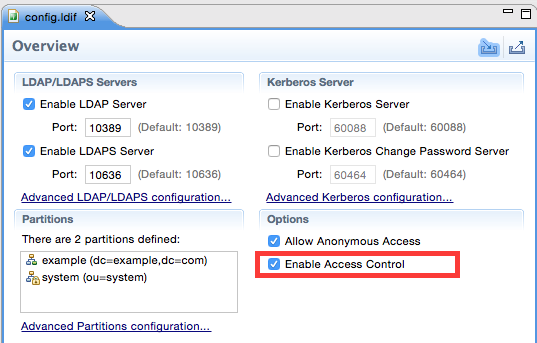 config.ldif
Overview
LDAP/LDAPS Servers
Enable LDAP Server
Port: 10389 (Default: 10389)
Enable LDAPS Server
Port: 10636 (Default: 10636)
Advanced LDAP/LDAPS configuration...
Kerberos Server
Enable Kerberos Server
Port: 60088 (Default: 60088)
Enable Kerberos Change Password Server
Port: 60464 (Default: 60464)
Advanced Kerberos configuration...
Partitions
There are 2 partitions defined:
example (dc=example,dc=com)
system (ou=system)
Advanced Partitions configuration...
Options
Allow Anonymous Access
Enable Access Control